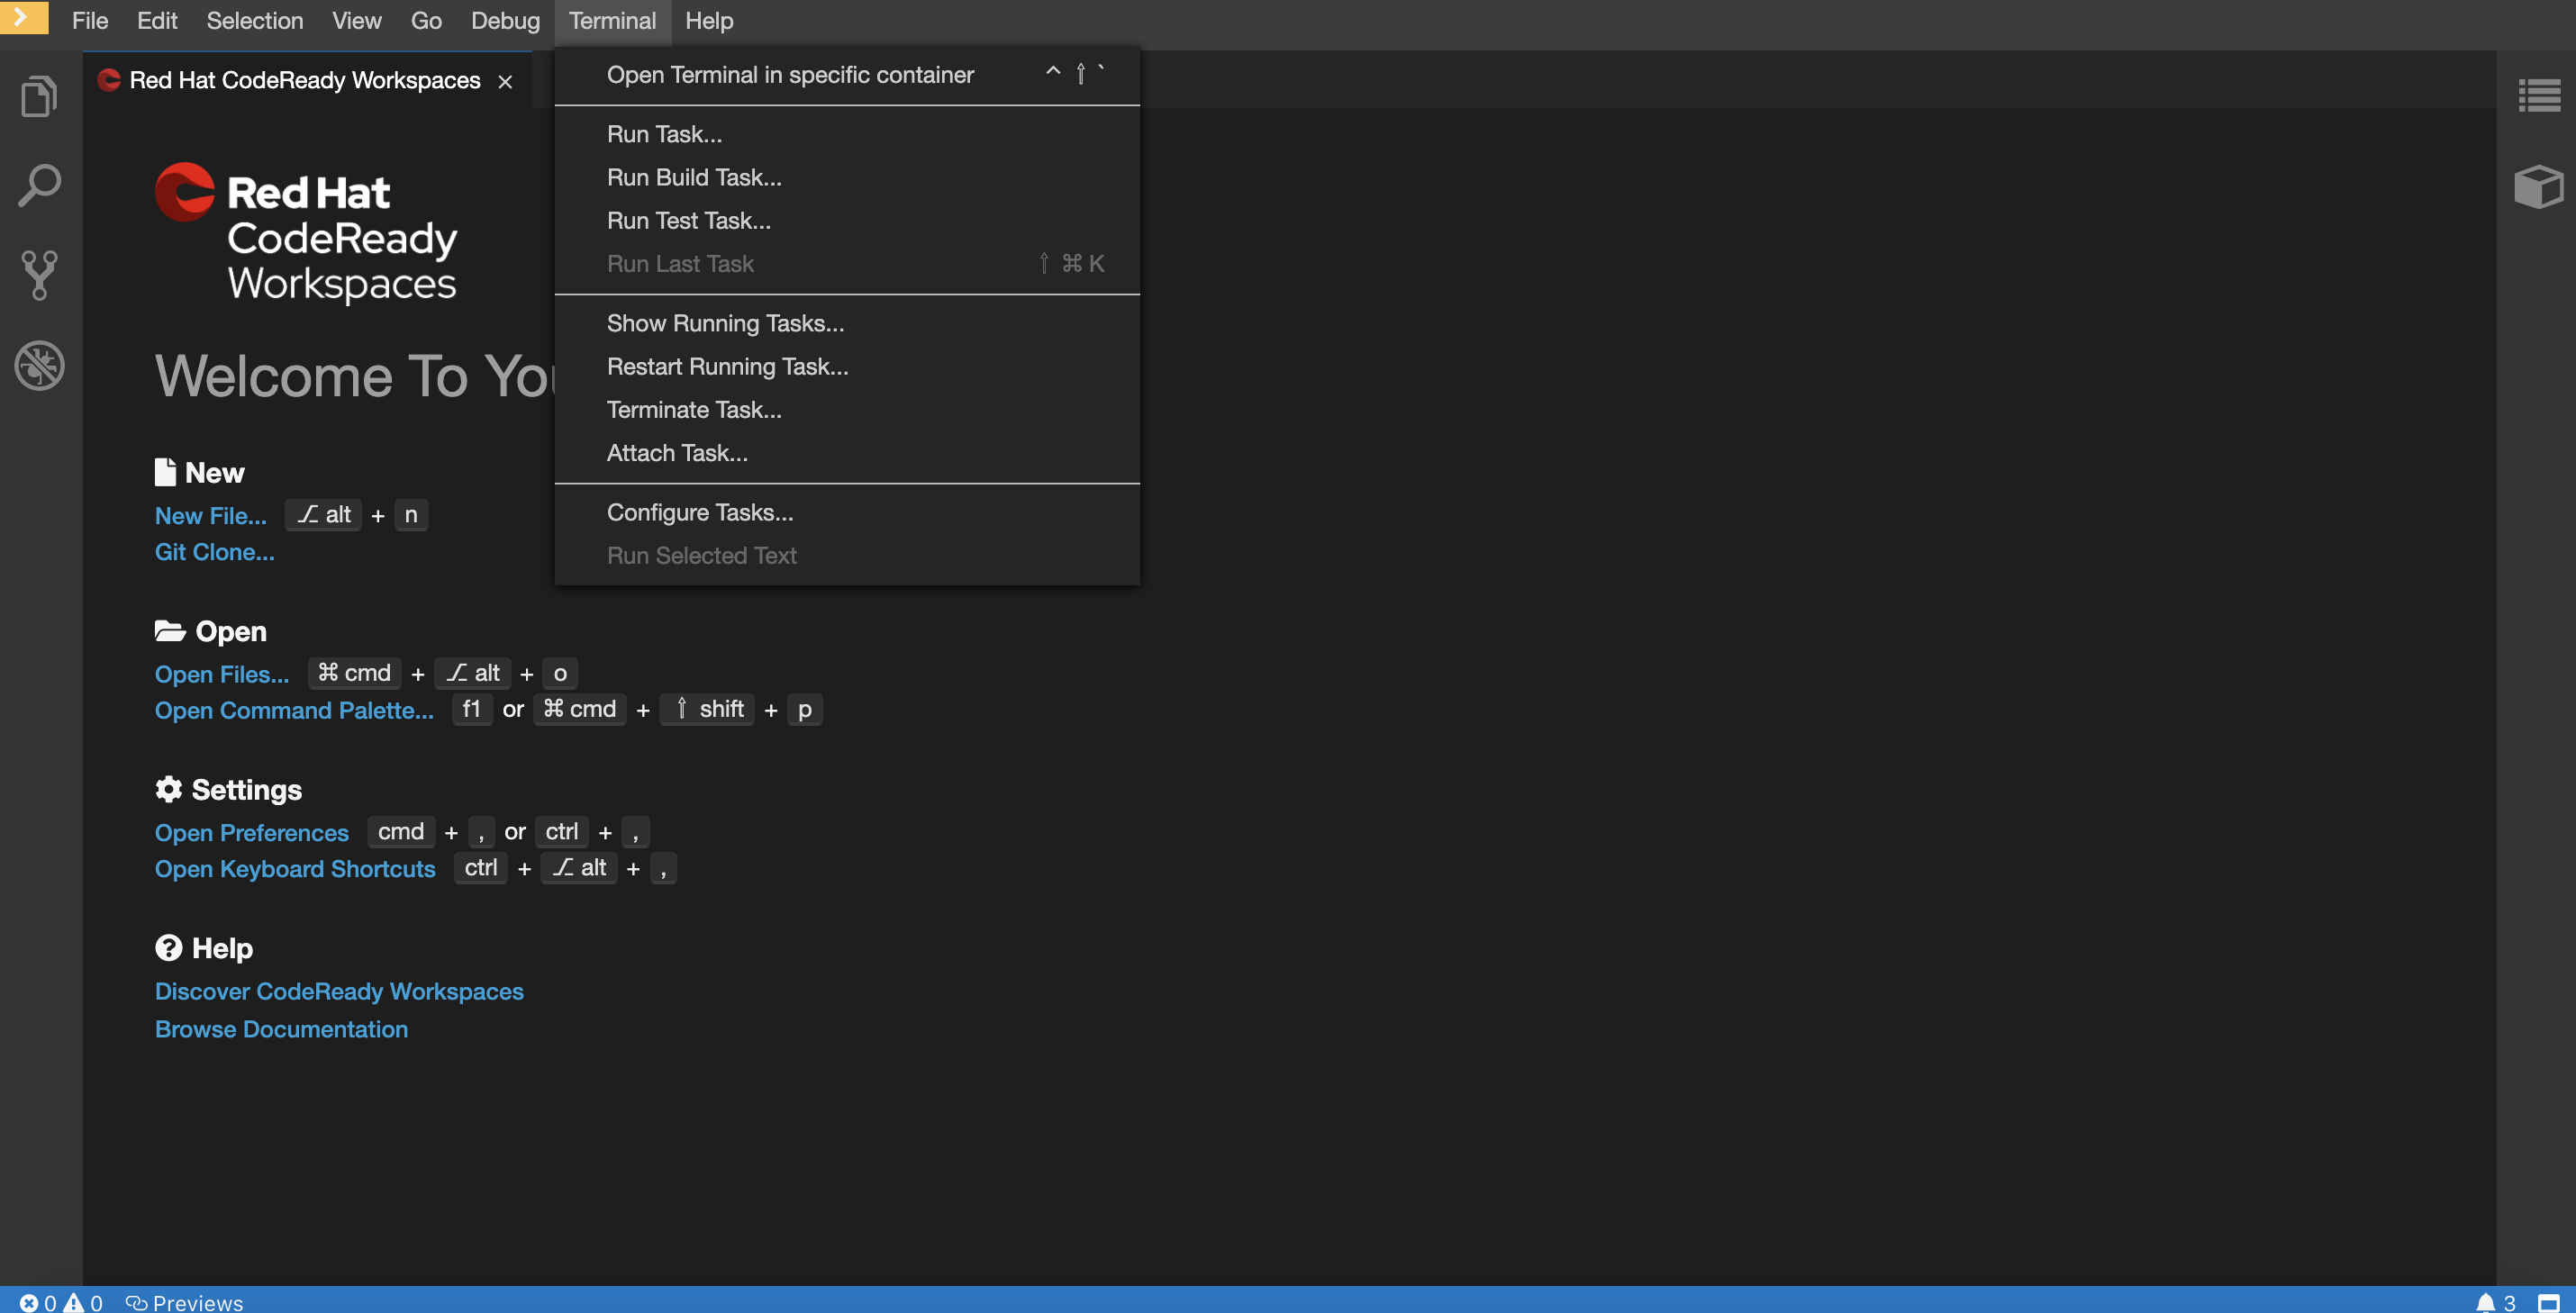 File Edit Selection View Go Debug Terminal Help
Red Hat CodeReady Workspaces ×
Open Terminal in specific container ^ ⇧ `
Run Task...
Run Build Task...
Run Test Task...
Run Last Task ⇧ ⌘ K
Show Running Tasks...
Restart Running Task...
Terminate Task...
Attach Task...
Configure Tasks...
Run Selected Text
Red Hat
CodeReady
Workspaces
Welcome To You
New
New File... ⌥ alt + n
Git Clone...
Open
Open Files... ⌘ cmd + ⌥ alt + o
Open Command Palette... f1 or ⌘ cmd + ⇧ shift + p
Settings
Open Preferences cmd + , or ctrl + ,
Open Keyboard Shortcuts ctrl + ⌥ alt + ,
Help
Discover CodeReady Workspaces
Browse Documentation
0 0 Previews 3